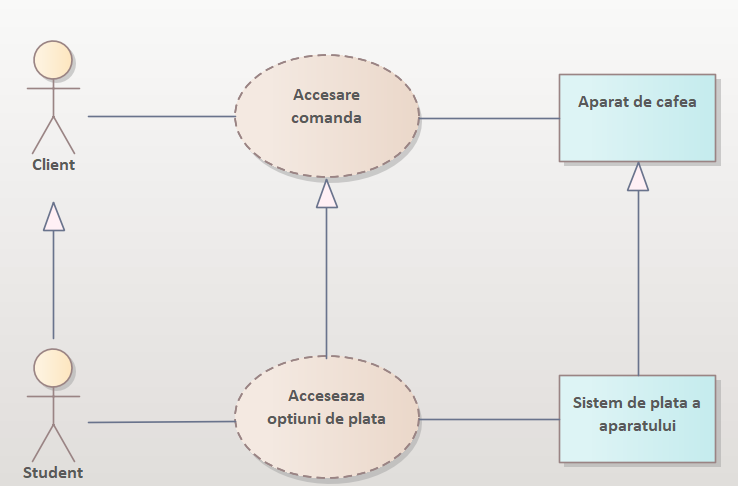 Client
Accesare
comanda
Aparat de cafea
Student
Acceseaza
optiuni de plata
Sistem de plata a
aparatului